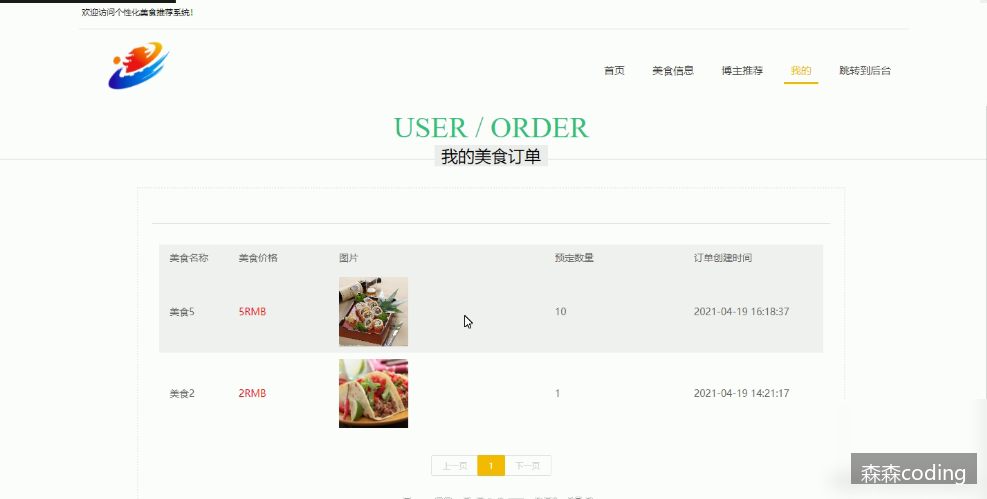 欢迎访问个性化美食推荐系统!
首页 美食信息 博主推荐 我的 跳转到后台
USER / ORDER
我的美食订单
美食名称 美食价格 图片 预定数量 订单创建时间
美食5 5RMB 10 2021-04-19 16:18:37
美食2 2RMB 1 2021-04-19 14:21:17
上一页 1 下一页
森森coding